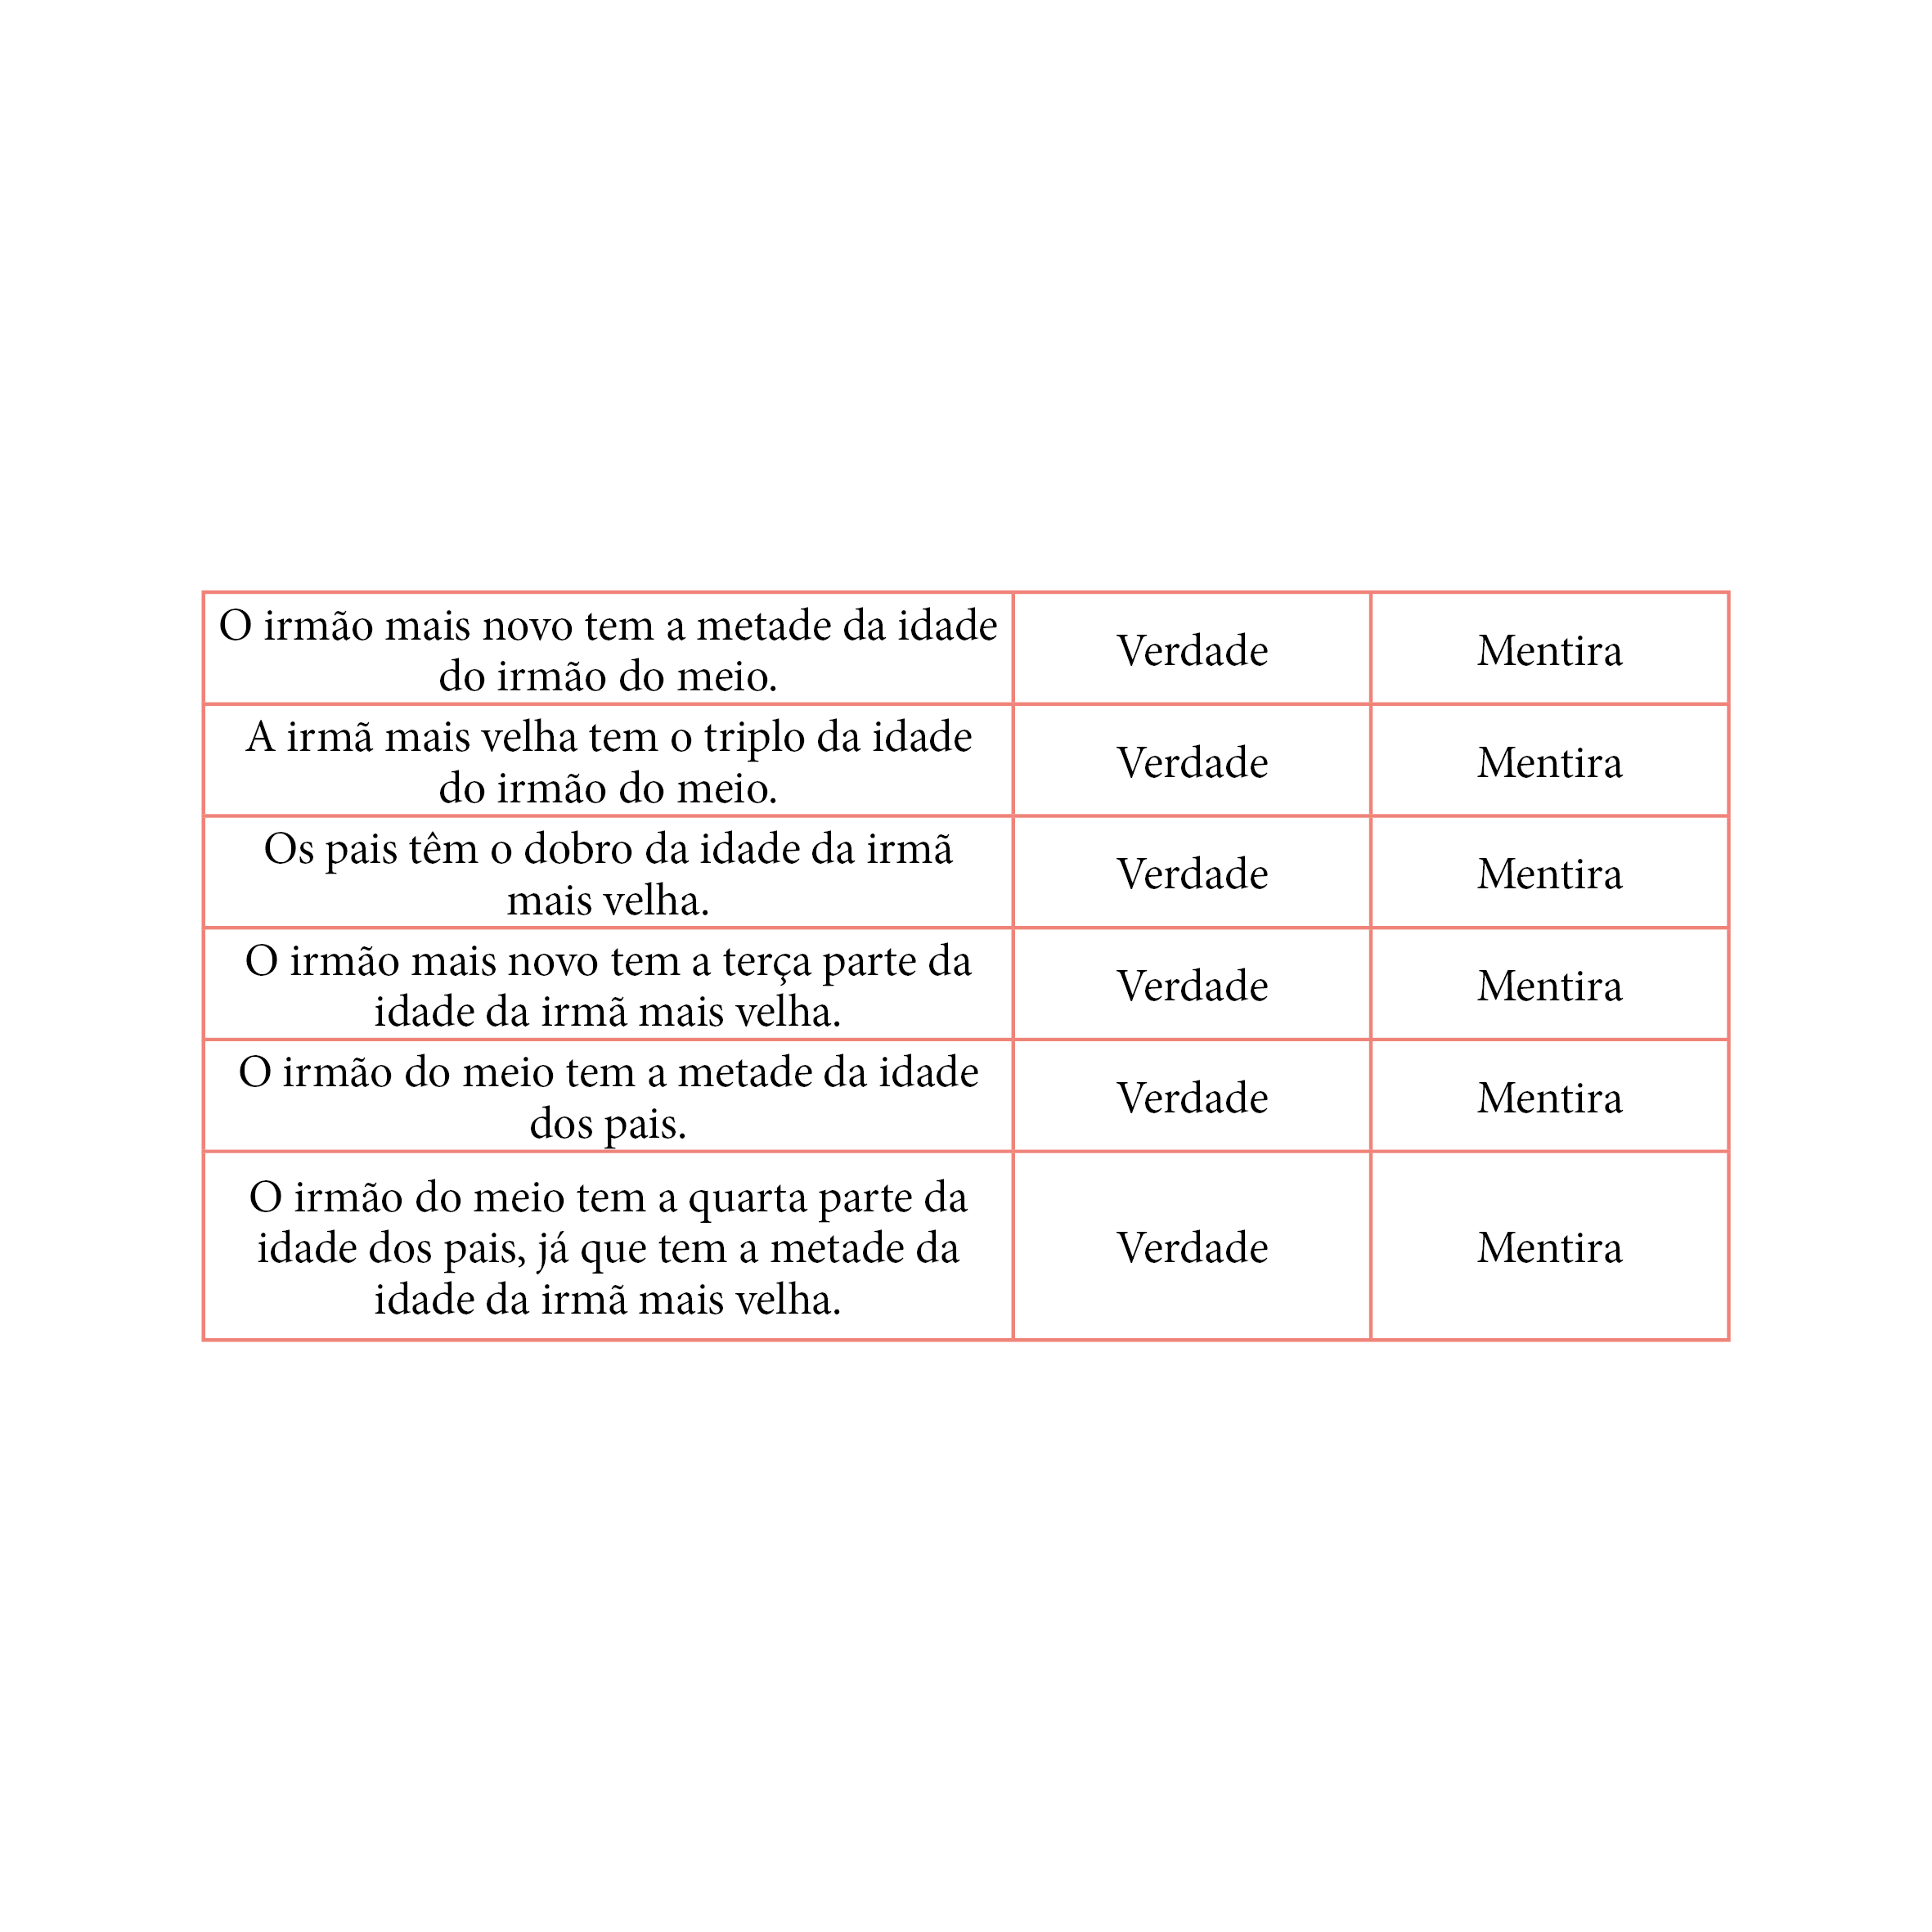 O irmão mais novo tem a metade da idade
do irmão do meio.
Verdade
Mentira
A irmã mais velha tem o triplo da idade
do irmão do meio.
Verdade
Mentira
Os pais têm o dobro da idade da irmã
mais velha.
Verdade
Mentira
O irmão mais novo tem a terça parte da
idade da irmã mais velha.
Verdade
Mentira
O irmão do meio tem a metade da idade
dos pais.
Verdade
Mentira
O irmão do meio tem a quarta parte da
idade dos pais, já que tem a metade da
idade da irmã mais velha.
Verdade
Mentira